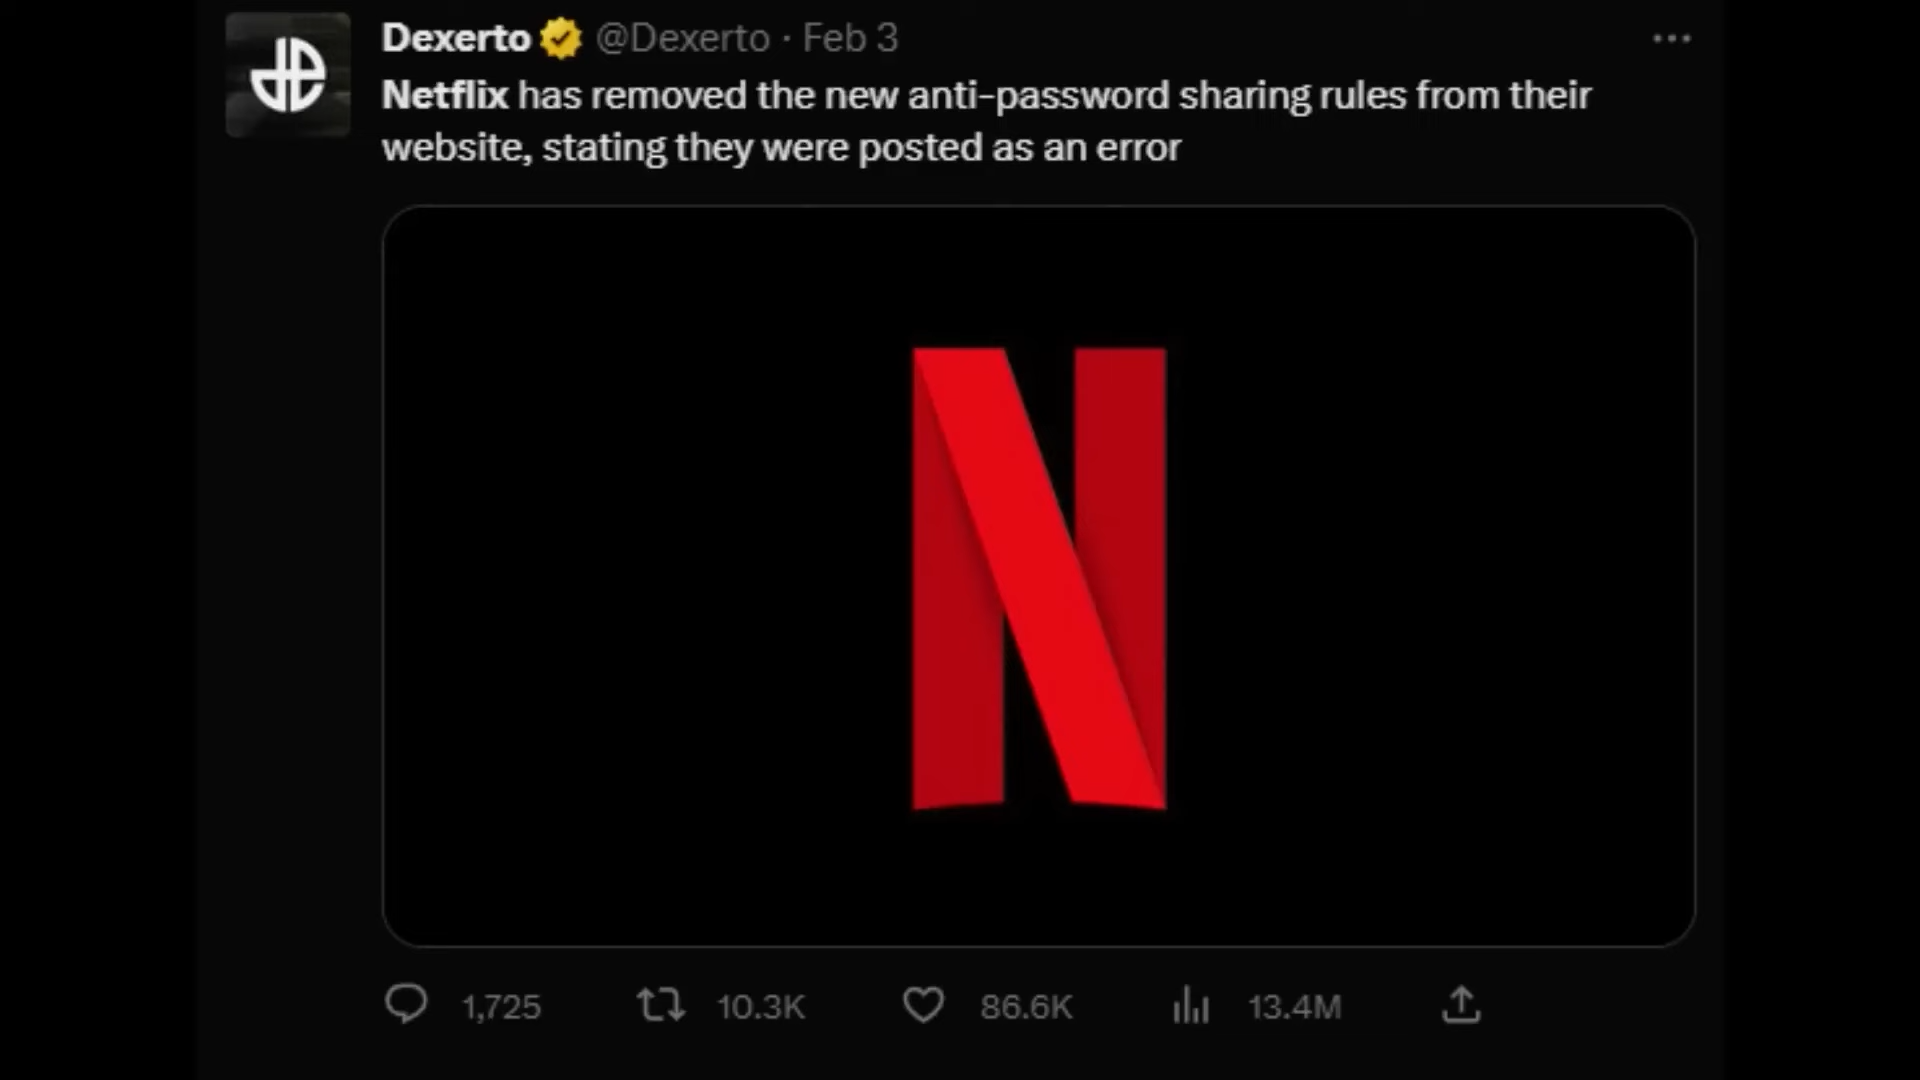 Dexerto @Dexerto · Feb 3
Netflix has removed the new anti-password sharing rules from their
website, stating they were posted as an error
N
1,725 10.3K 86.6K 13.4M